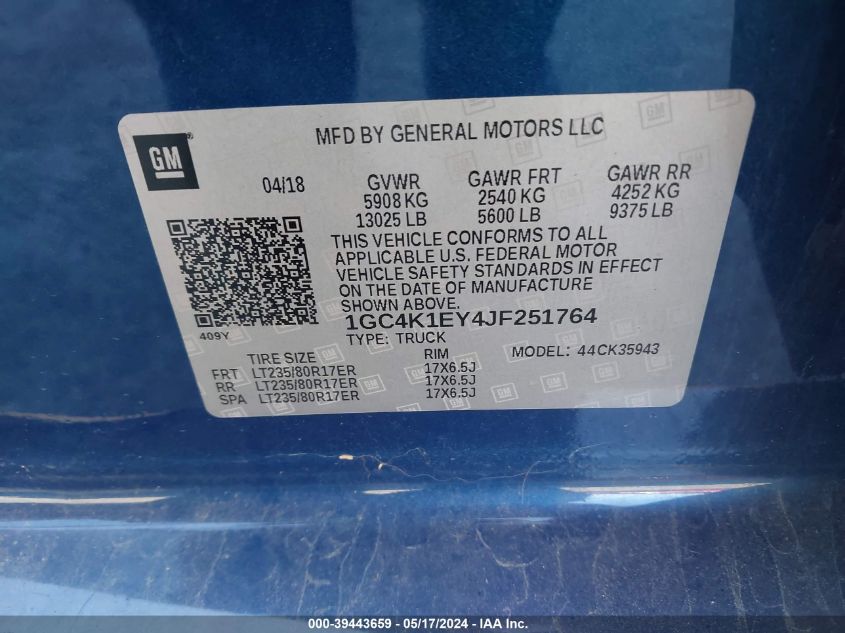 MFD BY GENERAL MOTORS LLC
GM
04/18 GVWR GAWR FRT GAWR RR
5908 KG 2540 KG 4252 KG
13025 LB 5600 LB 9375 LB
THIS VEHICLE CONFORMS TO ALL
APPLICABLE U.S. FEDERAL MOTOR
VEHICLE SAFETY STANDARDS IN EFFECT
ON THE DATE OF MANUFACTURE
SHOWN ABOVE.
409Y
1GC4K1EY4JF251764
TYPE: TRUCK MODEL: 44CK35943
TIRE SIZE RIM
FRT LT235/80R17ER 17X6.5J
RR LT235/80R17ER 17X6.5J
SPA LT235/80R17ER 17X6.5J
000-39443659 - 05/17/2024 - IAA Inc.